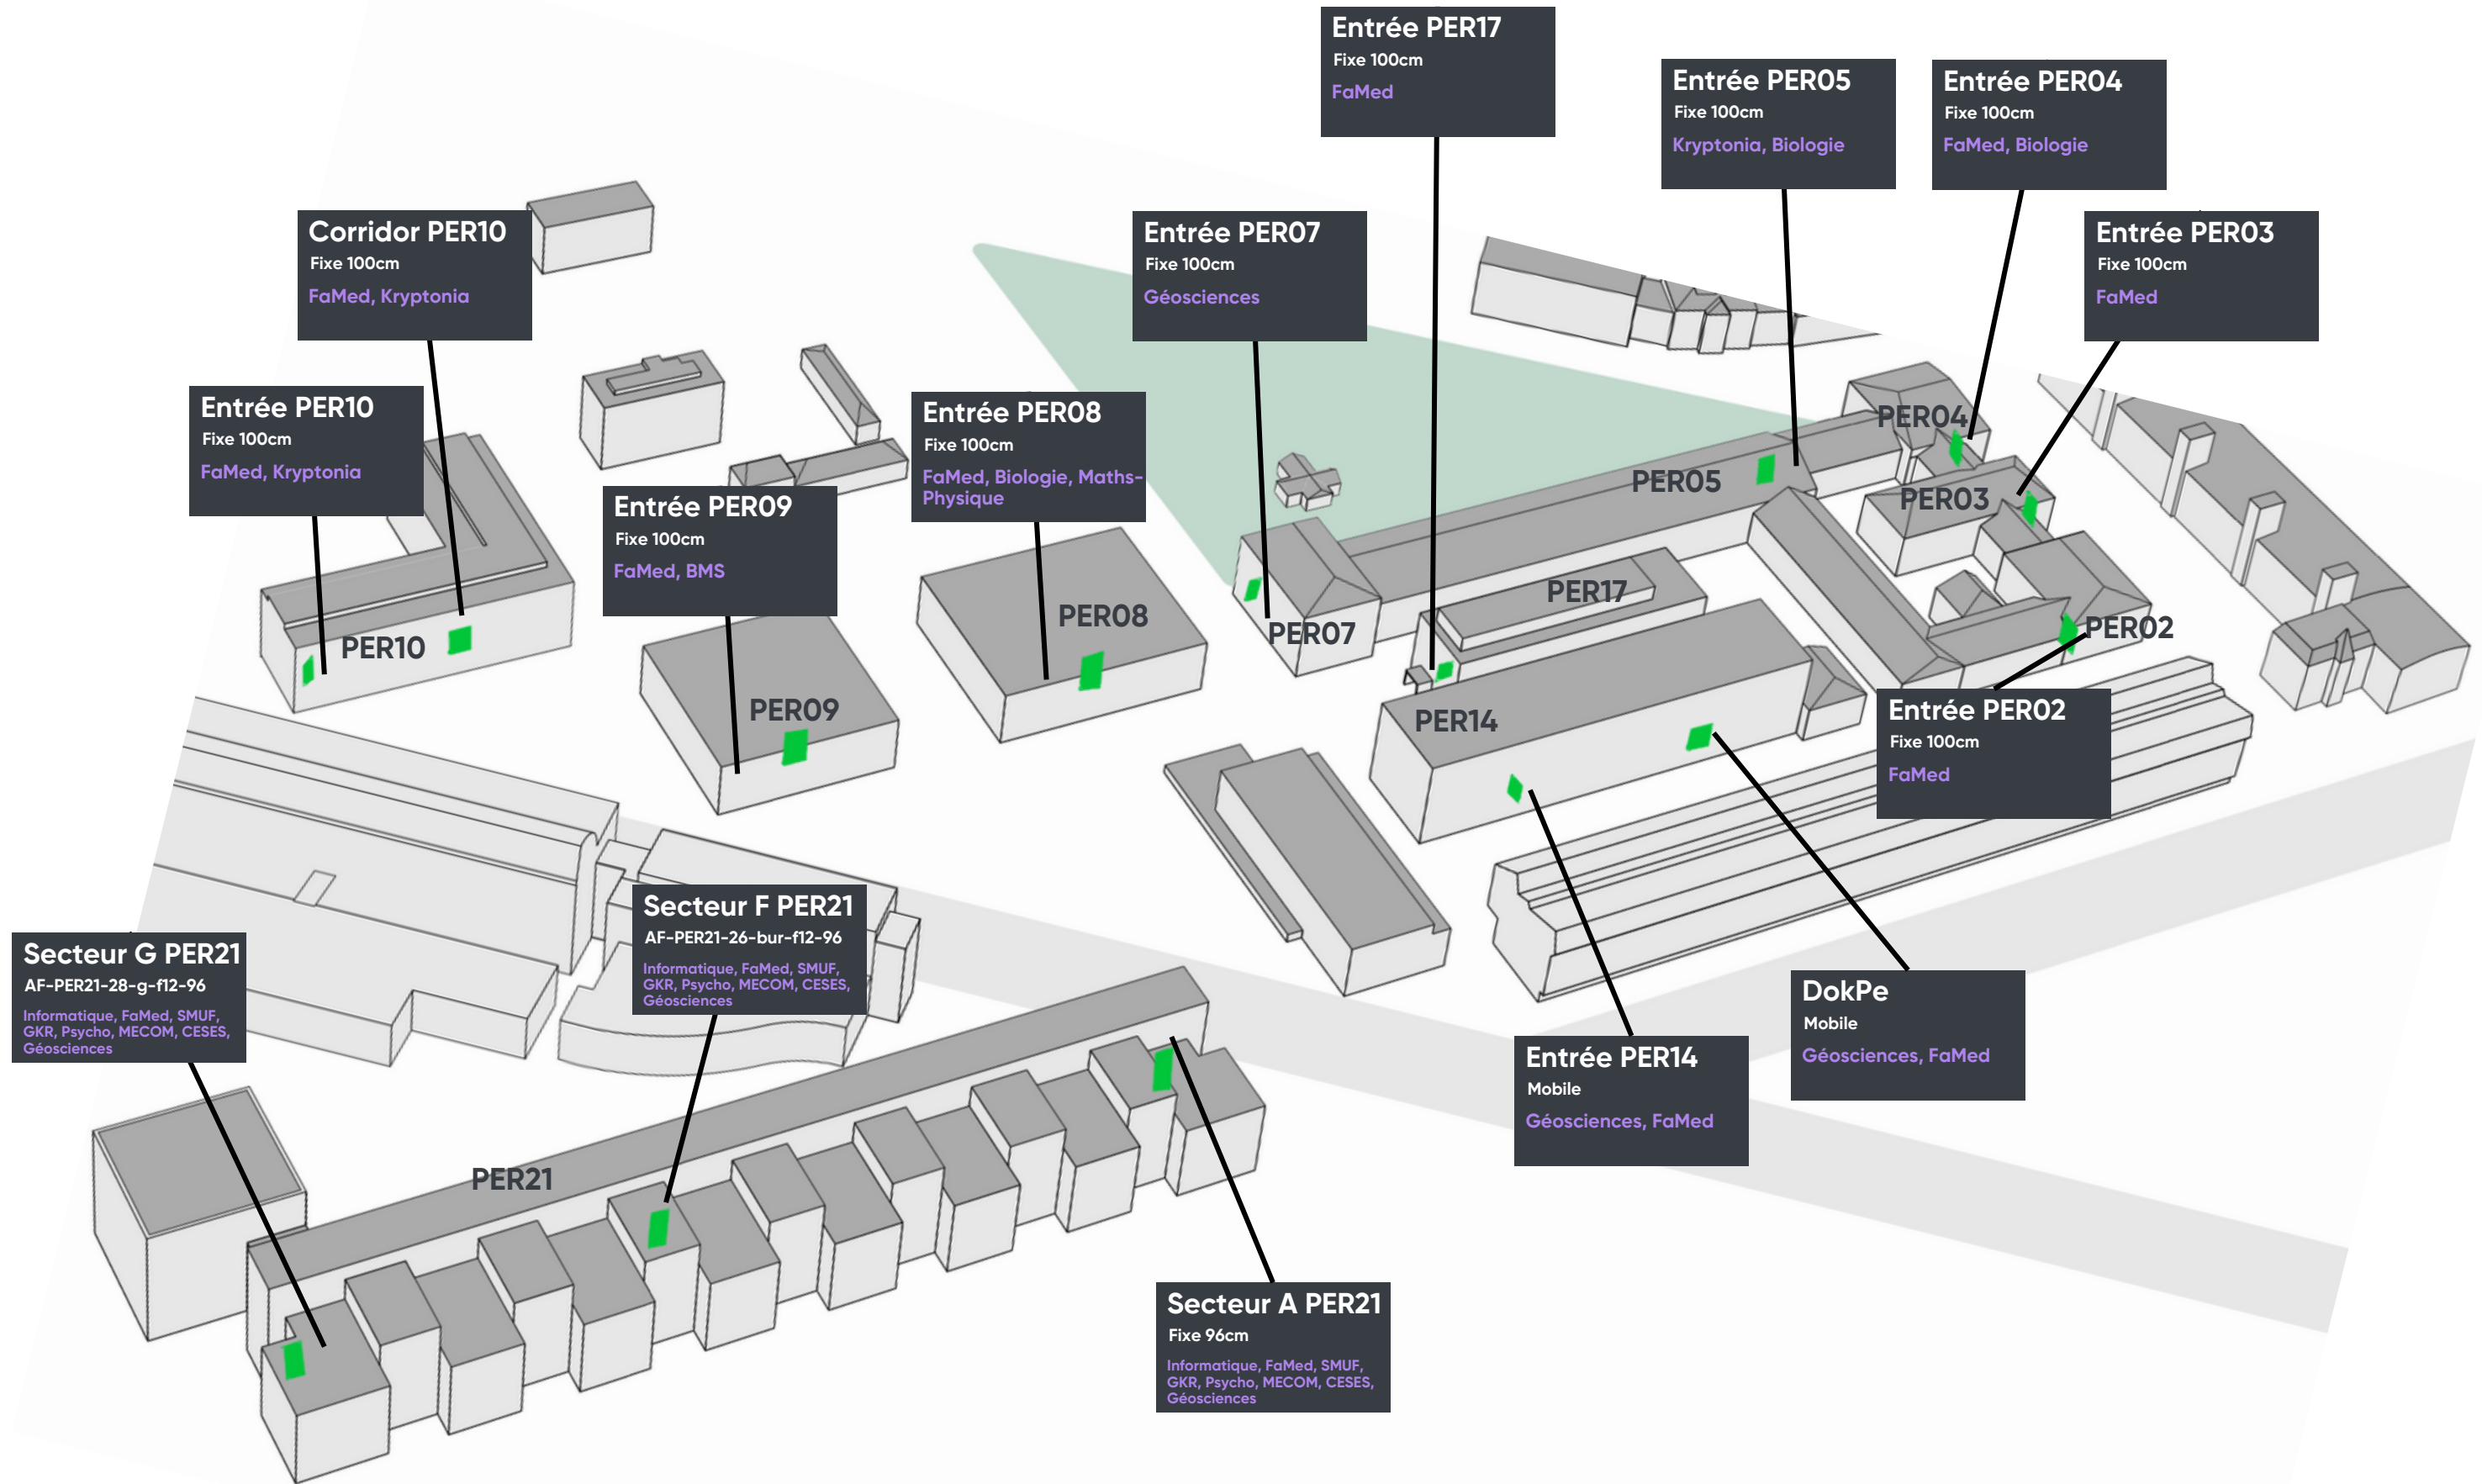 Entrée PER17
Fixe 100cm
FaMed
Entrée PER05
Fixe 100cm
Kryptonia, Biologie
Entrée PER04
Fixe 100cm
FaMed, Biologie
Corridor PER10
Fixe 100cm
FaMed, Kryptonia
Entrée PER07
Fixe 100cm
Géosciences
Entrée PER03
Fixe 100cm
FaMed
Entrée PER10
Fixe 100cm
FaMed, Kryptonia
Entrée PER08
Fixe 100cm
FaMed, Biologie, Maths-
Physique
Entrée PER09
Fixe 100cm
FaMed, BMS
PER04
PER05
PER03
PER17
PER08
PER07
PER02
PER10
PER09
PER14
Entrée PER02
Fixe 100cm
FaMed
Secteur F PER21
AF-PER21-26-bur-f12-96
Informatique, FaMed, SMUF,
GKR, Psycho, MECOM, CESES,
Géosciences
Secteur G PER21
AF-PER21-28-g-f12-96
Informatique, FaMed, SMUF,
GKR, Psycho, MECOM, CESES,
Géosciences
DokPe
Mobile
Géosciences, FaMed
Entrée PER14
Mobile
Géosciences, FaMed
PER21
Secteur A PER21
Fixe 96cm
Informatique, FaMed, SMUF,
GKR, Psycho, MECOM, CESES,
Géosciences